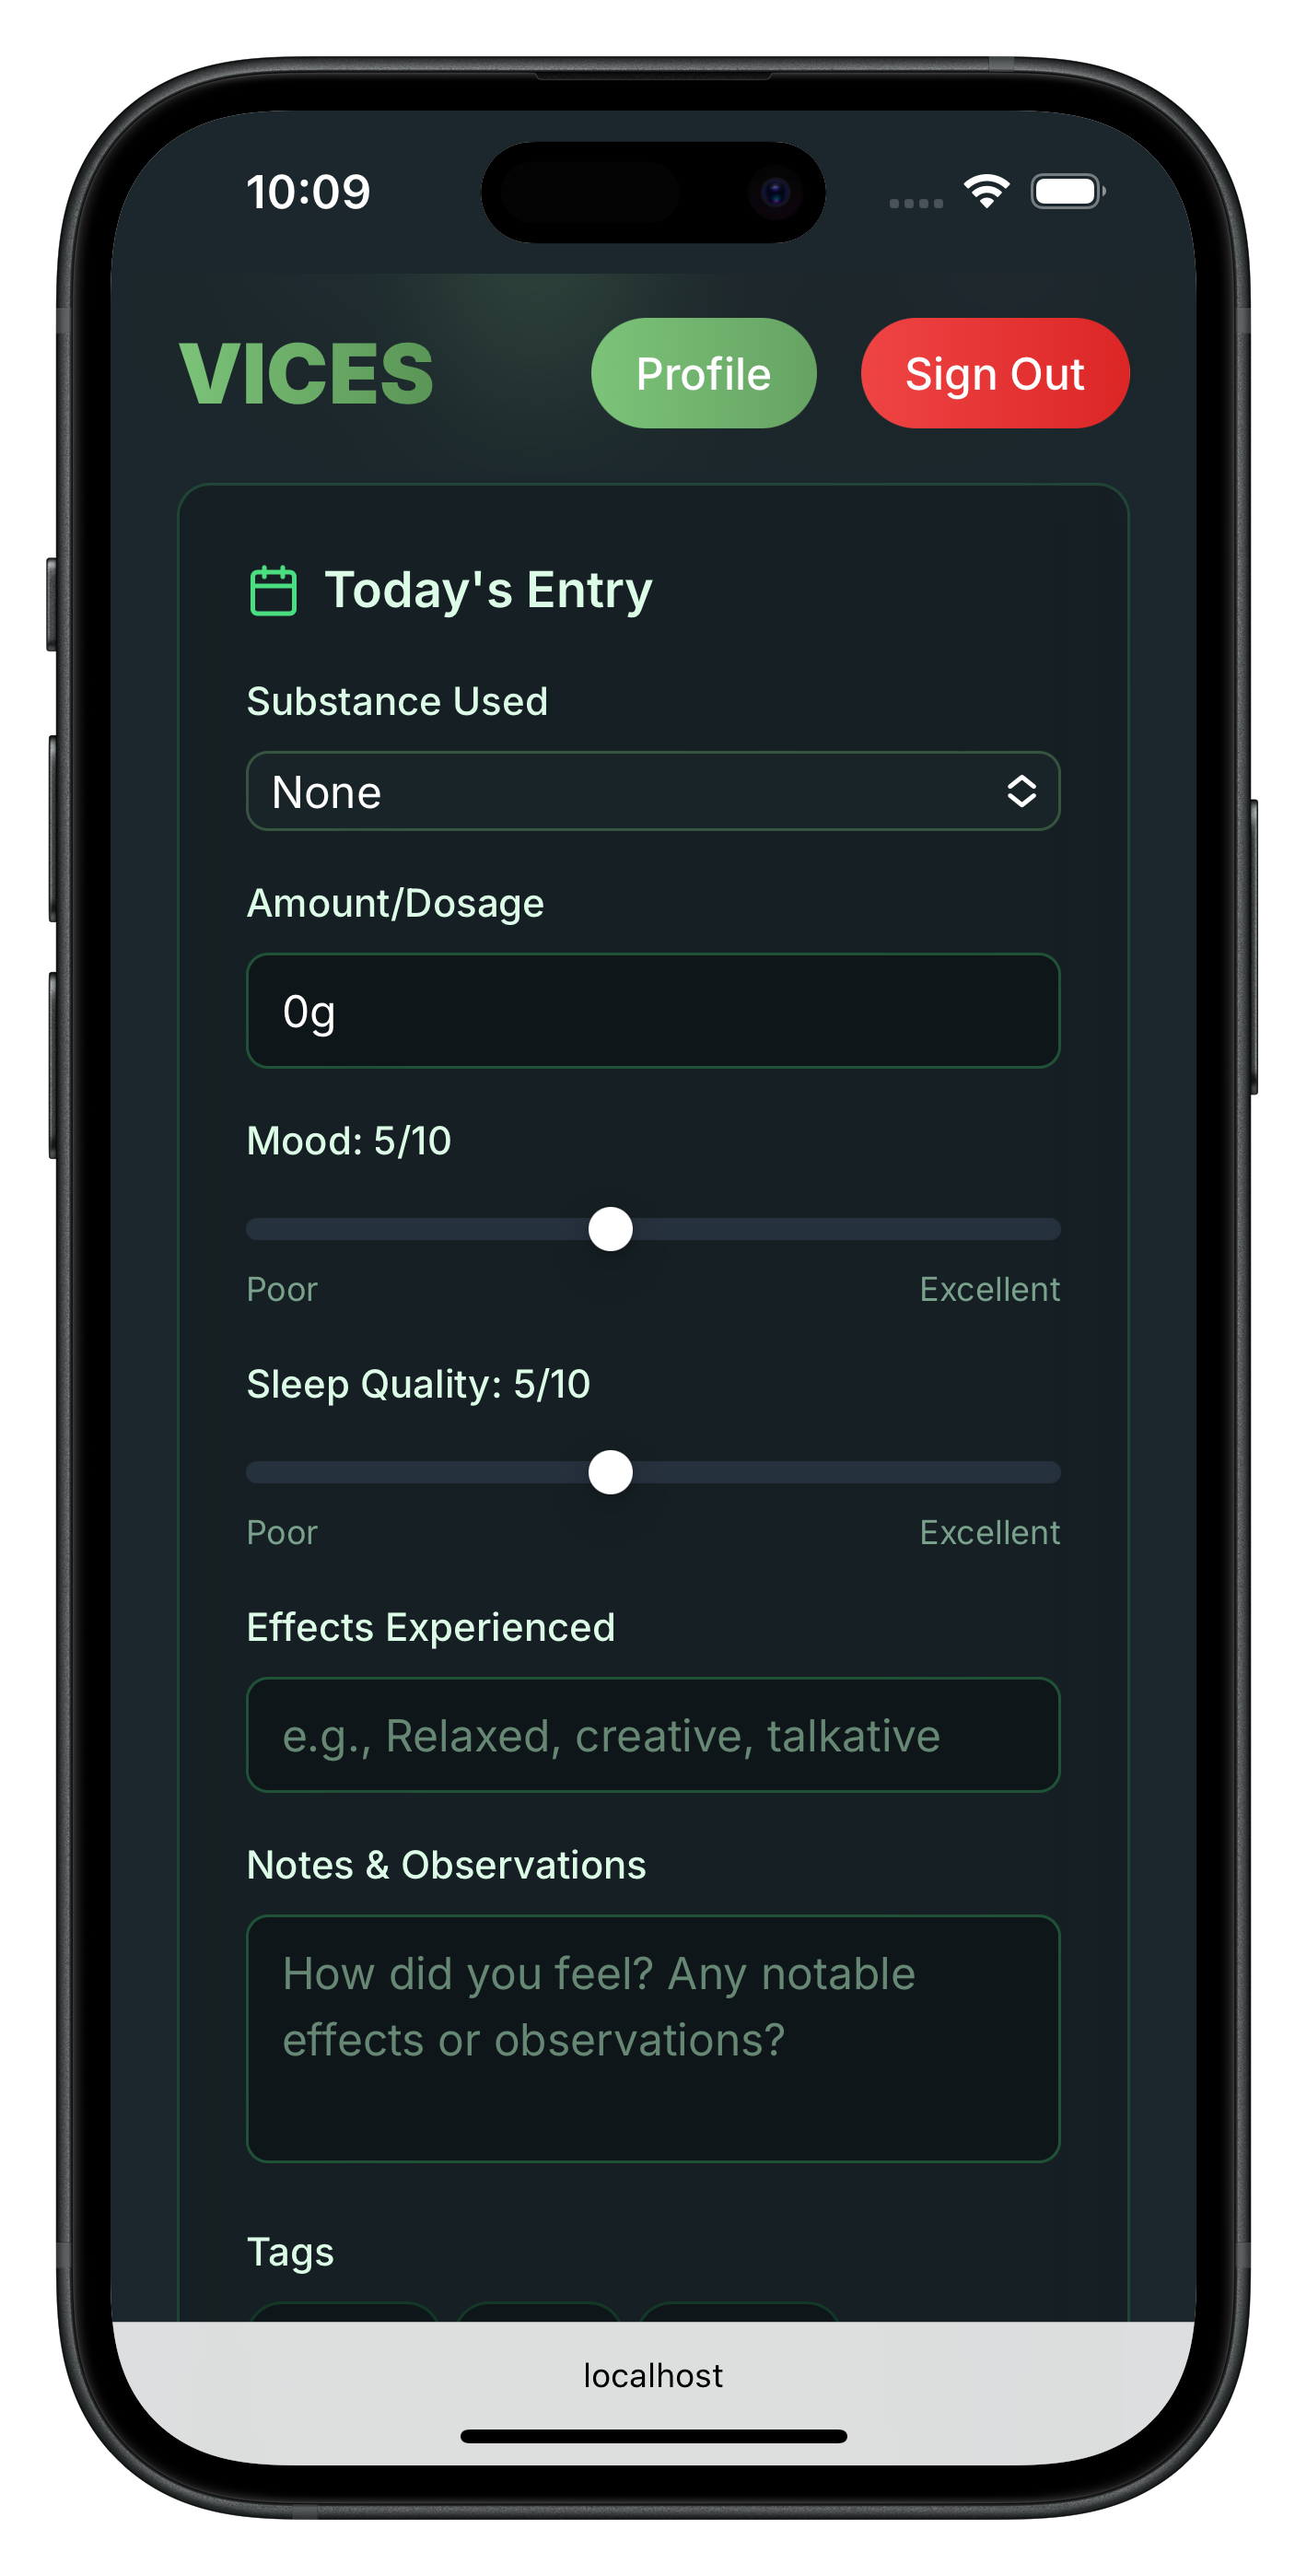 10:09
VICES
Profile
Sign Out
Today's Entry
Substance Used
None
Amount/Dosage
0g
Mood: 5/10
Poor
Excellent
Sleep Quality: 5/10
Poor
Excellent
Effects Experienced
e.g., Relaxed, creative, talkative
Notes & Observations
How did you feel? Any notable
effects or observations?
Tags
localhost